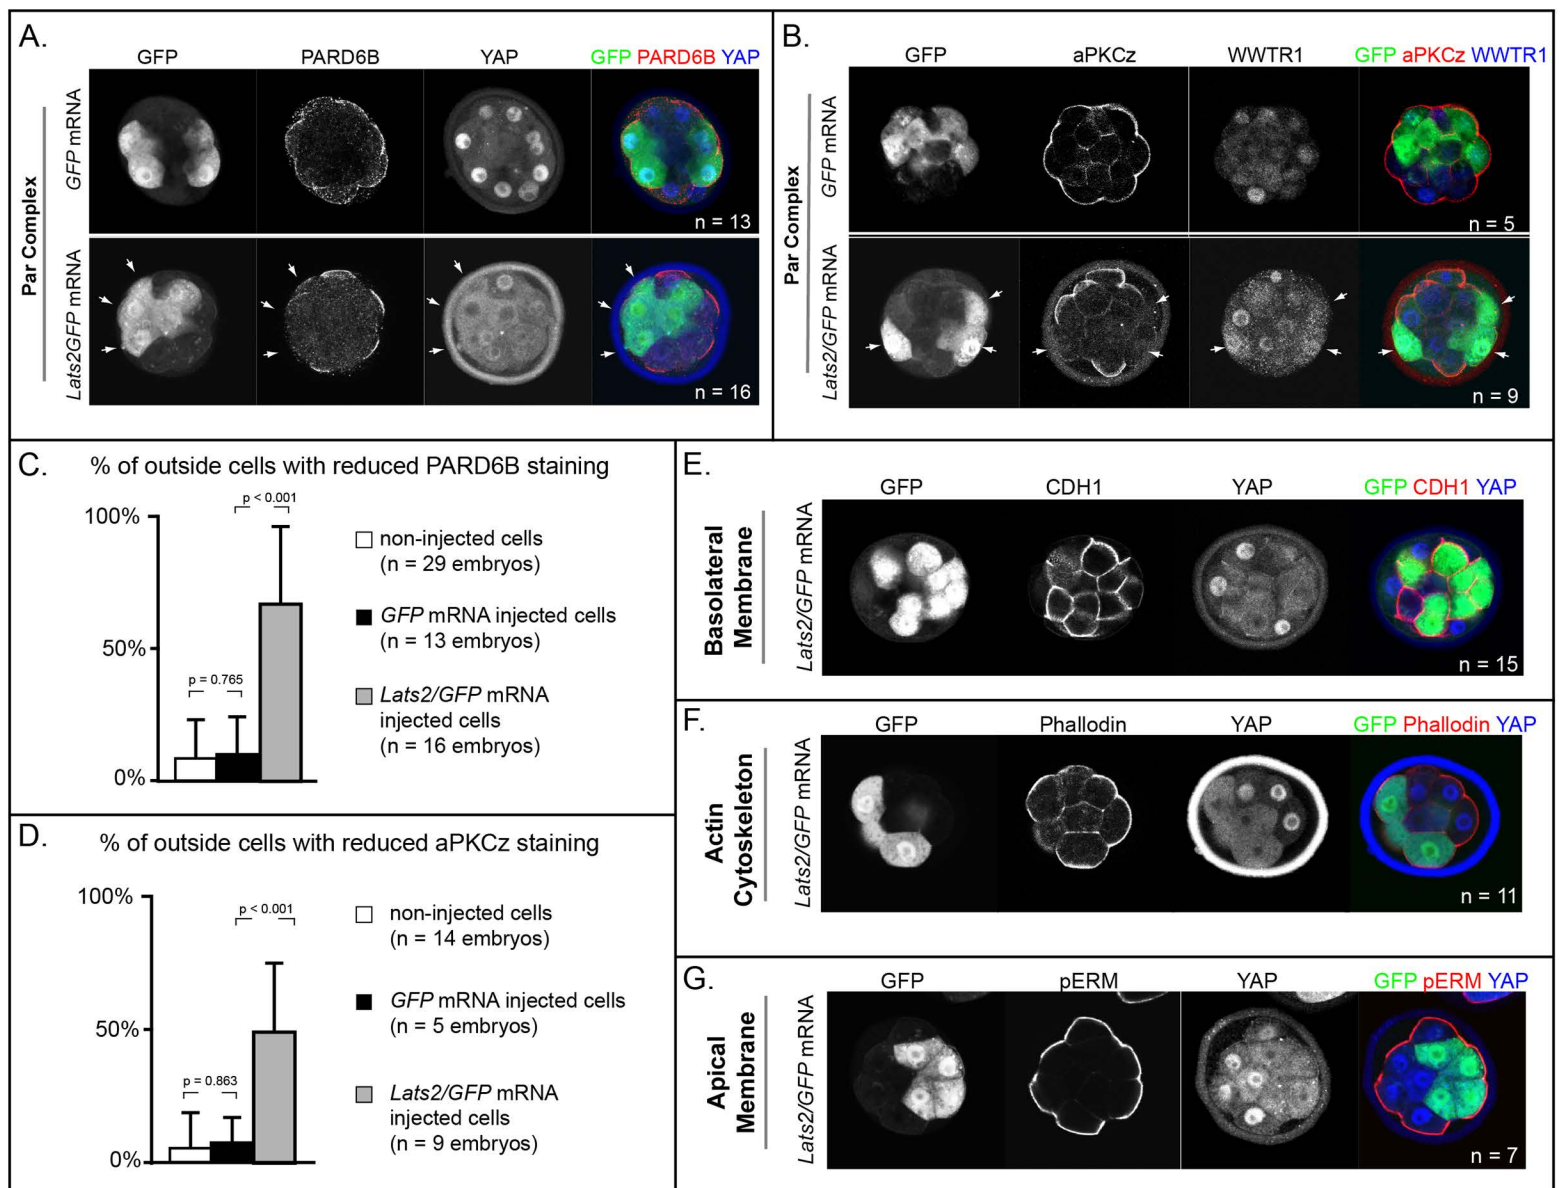 A.
GFP PARD6B YAP GFP PARD6B YAP
Par Complex
GFP mRNA
n = 13
Lats2GFP mRNA
n = 16
B.
GFP aPKCz WWTR1 GFP aPKCz WWTR1
Par Complex
GFP mRNA
n = 5
Lats2/GFP mRNA
n = 9
C.
% of outside cells with reduced PARD6B staining
p < 0.001
100%
50%
p = 0.765
0%
non-injected cells
(n = 29 embryos)
GFP mRNA injected cells
(n = 13 embryos)
Lats2/GFP mRNA
injected cells
(n = 16 embryos)
D.
% of outside cells with reduced aPKCz staining
100%
p < 0.001
50%
p = 0.863
0%
non-injected cells
(n = 14 embryos)
GFP mRNA injected cells
(n = 5 embryos)
Lats2/GFP mRNA
injected cells
(n = 9 embryos)
E.
GFP CDH1 YAP GFP CDH1 YAP
Basolateral
Membrane
Lats2/GFP mRNA
n = 15
F.
GFP Phallodin YAP GFP Phallodin YAP
Actin
Cytoskeleton
Lats2/GFP mRNA
n = 11
G.
GFP pERM YAP GFP pERM YAP
Apical
Membrane
Lats2/GFP mRNA
n = 7